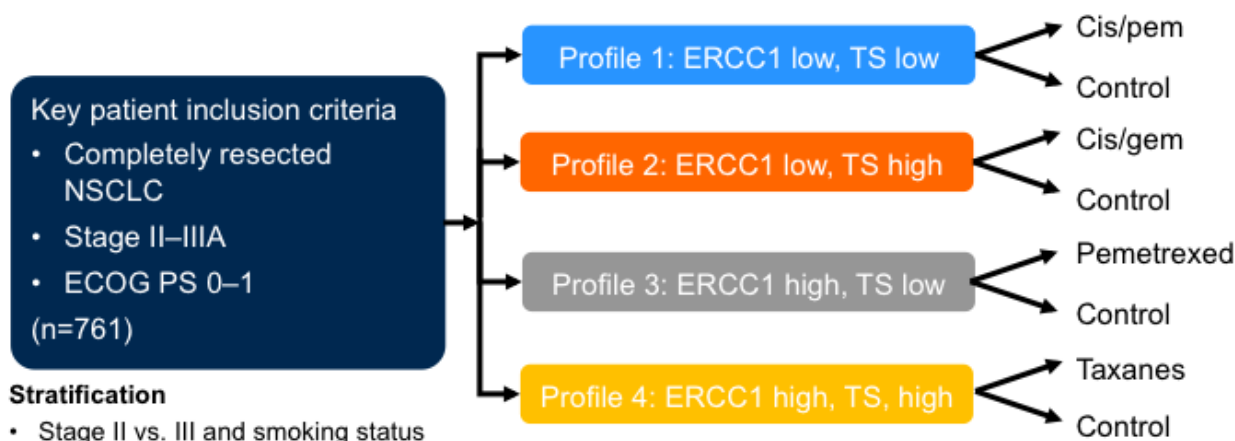 Key patient inclusion criteria
• Completely resected
NSCLC
• Stage II–IIIA
• ECOG PS 0–1
(n=761)
Stratification
• Stage II vs. III and smoking status
Profile 1: ERCC1 low, TS low
Cis/pem
Control
Profile 2: ERCC1 low, TS high
Cis/gem
Control
Profile 3: ERCC1 high, TS low
Pemetrexed
Control
Profile 4: ERCC1 high, TS, high
Taxanes
Control